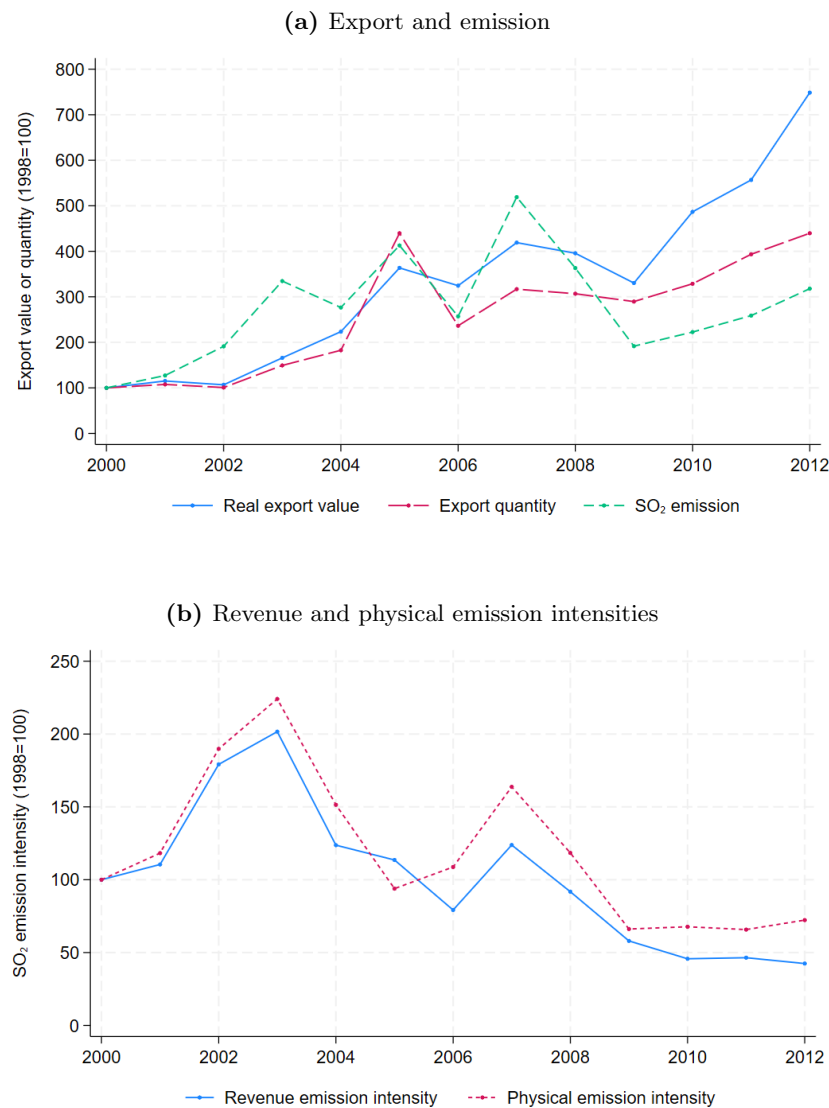 (a) Export and emission
Export value or quantity (1998=100)
800
700
600
500
400
300
200
100
0
2000 2002 2004 2006 2008 2010 2012
Real export value Export quantity SO₂ emission
(b) Revenue and physical emission intensities
SO₂ emission intensity (1998=100)
250
200
150
100
50
0
2000 2002 2004 2006 2008 2010 2012
Revenue emission intensity Physical emission intensity